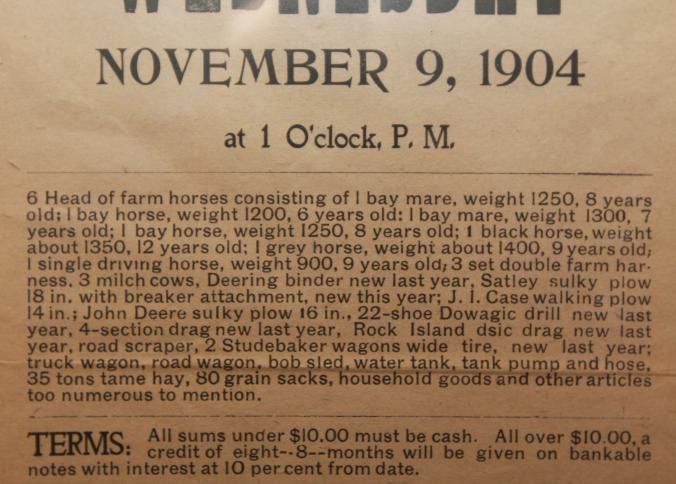 WEDNESDAY
NOVEMBER 9, 1904
at 1 O'clock, P. M.
6 Head of farm horses consisting of 1 bay mare, weight 1250, 8 years
old; 1 bay horse, weight 1200, 6 years old: 1 bay mare, weight 1300, 7
years old; 1 bay horse, weight 1250, 8 years old; 1 black horse, weight
about 1350, 12 years old; 1 grey horse, weight about 1400, 9 years old;
1 single driving horse, weight 900, 9 years old; 3 set double farm har-
ness. 3 milch cows, Deering binder new last year, Satley sulky plow
18 in. with breaker attachment, new this year; J. I. Case walking plow
14 in.; John Deere sulky plow 16 in., 22-shoe Dowagic drill new last
year, 4-section drag new last year, Rock Island dsic drag new last
year, road scraper, 2 Studebaker wagons wide tire, new last year;
truck wagon, road wagon, bob sled, water tank, tank pump and hose,
35 tons tame hay, 80 grain sacks, household goods and other articles
too numerous to mention.
TERMS: All sums under $10.00 must be cash. All over $10.00, a
credit of eight--8--months will be given on bankable
notes with interest at 10 per cent from date.